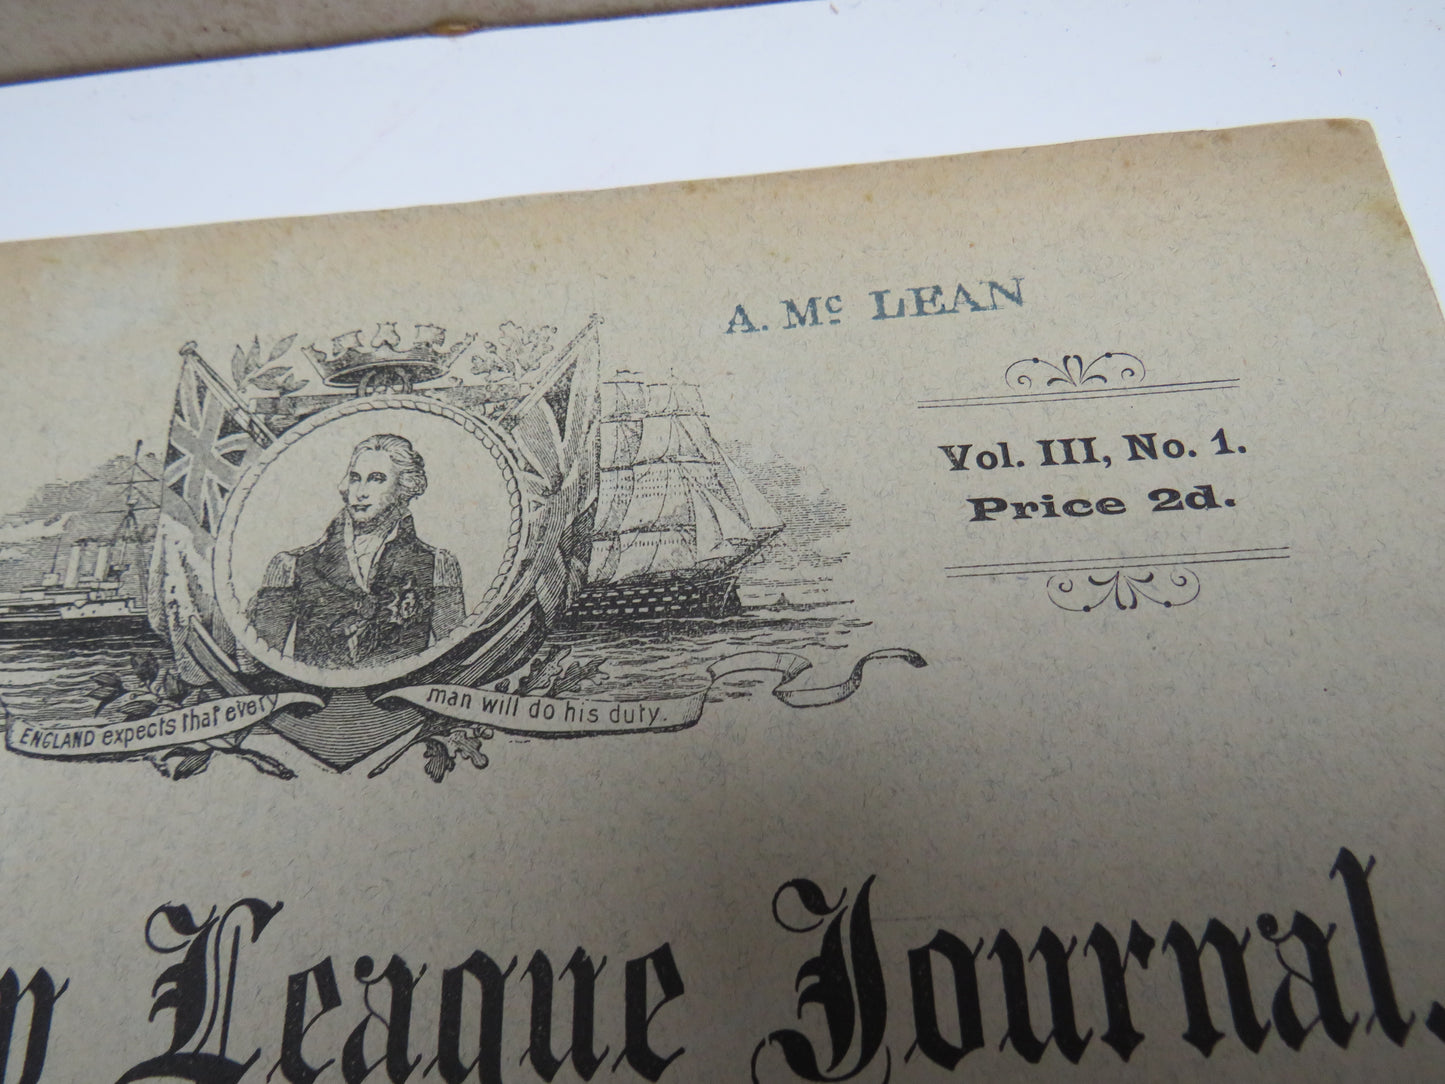 A. Mc LEAN
Vol. III, No. 1.
Price 2d.
ENGLAND expects that every man will do his duty.
League Journal.